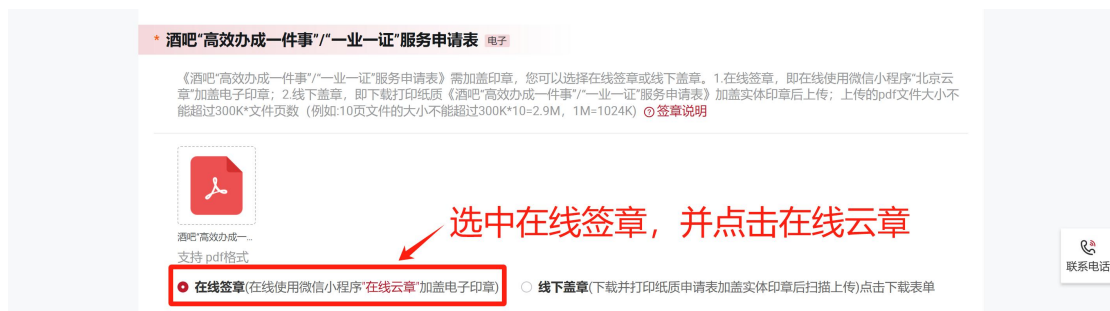 * 酒吧“高效办成一件事”/“一业一证”服务申请表 电子
《酒吧“高效办成一件事”/“一业一证”服务申请表》需加盖印章，您可以选择在线签章或线下盖章。1.在线签章，即在线使用微信小程序“北京云
章”加盖电子印章；2.线下盖章，即下载打印纸质《酒吧“高效办成一件事”/“一业一证”服务申请表》加盖实体印章后上传；上传的pdf文件大小不
能超过300K*文件页数（例如:10页文件的大小不能超过300K*10=2.9M，1M=1024K) 签章说明
酒吧“高效办成一...
支持 pdf格式
选中在线签章，并点击在线云章
在线签章(在线使用微信小程序“在线云章”加盖电子印章) 线下盖章(下载并打印纸质申请表加盖实体印章后扫描上传)点击下载表单
联系电话